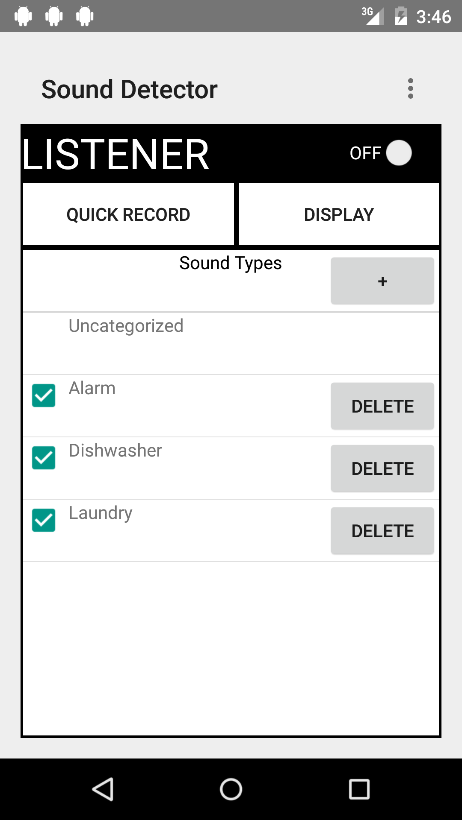 3G 3:46
Sound Detector
LISTENER OFF
QUICK RECORD DISPLAY
Sound Types +
Uncategorized
Alarm DELETE
Dishwasher DELETE
Laundry DELETE